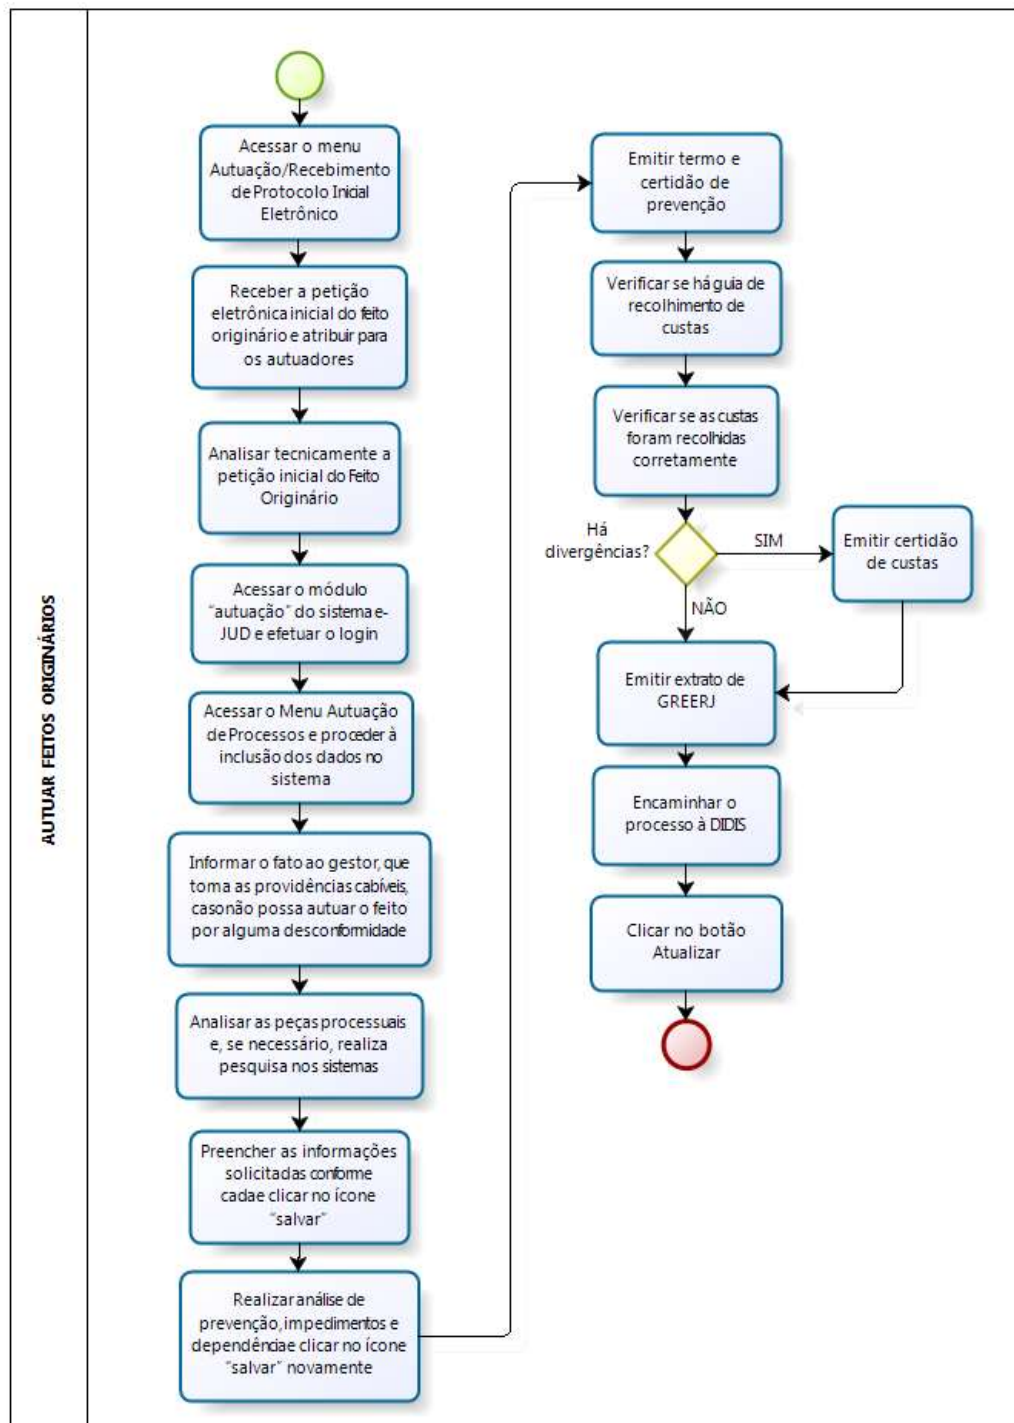 AUTUAR FEITOS ORIGINÁRIOS
Acessar o menu
Autuação/Recebimento
de Protocolo Inicial
Eletrônico
Receber a petição
eletrônica inicial do feito
originário e atribuir para
os autuadores
Analisar tecnicamente a
petição inicial do Feito
Originário
Acessar o módulo
"autuação" do sistema e-
JUD e efetuar o login
Acessar o Menu Autuação
de Processos e proceder à
inclusão dos dados no
sistema
Informar o fato ao gestor, que
toma as providências cabíveis,
casonão possa autuar o feito
por alguma desconformidade
Analisar as peças processuais
e, se necessário, realiza
pesquisa nos sistemas
Preencher as informações
solicitadas conforme
cadae clicar no ícone
"salvar"
Realizar análise de
prevenção, impedimentos e
dependênciae clicar no ícone
"salvar" novamente
Emitir termo e
certidão de
prevenção
Verificar se há guia de
recolhimento de
custas
Verificar se as custas
foram recolhidas
corretamente
Há
divergências?
SIM
Emitir certidão
de custas
NÃO
Emitir extrato de
GREERJ
Encaminhar o
processo à DIDIS
Clicar no botão
Atualizar